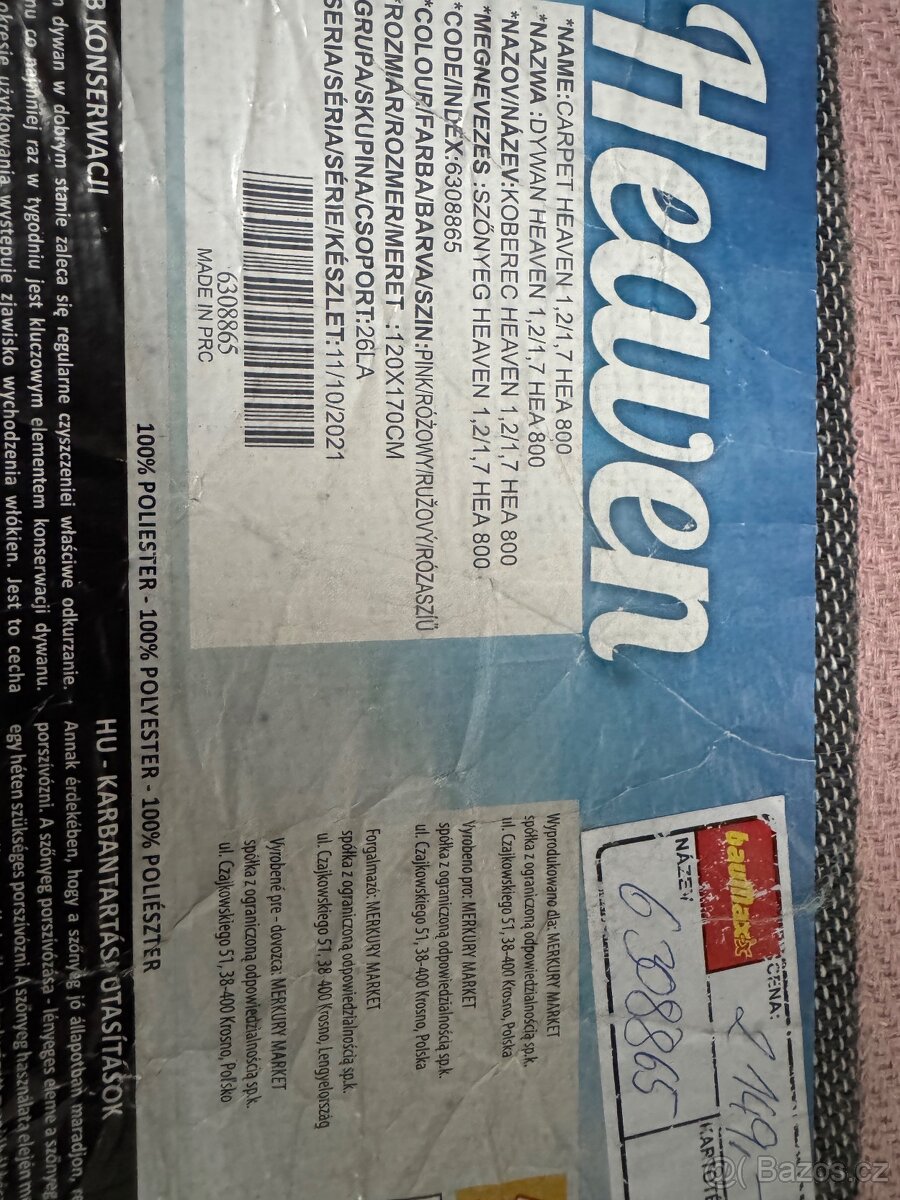 Heaven
*NAME:CARPET HEAVEN 1,2/1,7 HEA 800
*NAZWA :DYWAN HEAVEN 1,2/1,7 HEA 800
*NAZOV/NÁZEV:KOBEREC HEAVEN 1,2/1,7 HEA 800
*MEGNEVEZES :SZŐNYEG HEAVEN 1,2/1,7 HEA 800
*CODE/INDEX:6308865
*COLOUR/FARBA/BARVA/SZIN:PINK/RÓŻOWY/RUŽOVÝ/RÓZASZÍŰ
*ROZMIAR/ROZMER/MERET :120X170CM
GRUPA/SKUPINA/CSOPORT:26LA
SERIA/SÉRIA/SÉRIE/KÉSZLET:11/10/2021
6308865
MADE IN PRC
bauMax
CENA:
149,
NÁZEV:
6308865
Wyprodukowano dla: MERKURY MARKET
spółka z ograniczoną odpowiedzialnością sp.k.
ul. Czajkowskiego 51, 38-400 Krosno, Polska
Vyrobeno pro: MERKURY MARKET
spółka z ograniczoną odpowiedzialnością sp.k.
ul. Czajkowskiego 51, 38-400 Krosno, Polska
Forgalmazó: MERKURY MARKET
spółka z ograniczoną odpowiedzialnością sp.k.
ul. Czajkowskiego 51, 38-400 Krosno, Lengyelország
Vyrobené pre - dovozca: MERKURY MARKET
spółka z ograniczoną odpowiedzialnością sp.k.
ul. Czajkowskiego 51, 38-400 Krosno, Poľsko
100% POLIESTER - 100% POLYESTER - 100% POLIÉSZTER
KONSERWACJI
dywan w dobrym stanie zaleca się regularne czyszczeniei właściwe odkurzanie.
co najmniej raz w tygodniu jest kluczowym elementem konserwacji dywanu.
użytkowania występuje zjawisko wychodzenia włókien. Jest to cecha
HU - KARBANTARTÁSI UTASÍTÁSOK
Annak érdekében, hogy a szőnyeg jó állapotban maradjon,
porszívózni. A szőnyeg porszívózása - lényeges eleme a
egy héten szükséges porszívózni. A szőnyeg használata
Bazos.cz